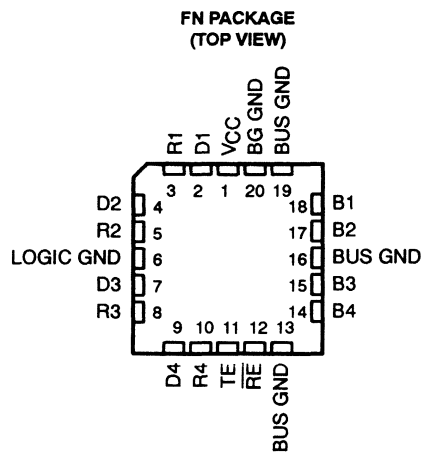 FN PACKAGE
(TOP VIEW)
R1
D1
VCC
BG GND
BUS GND
3
2
1
20
19
D2
4
18
B1
R2
5
17
B2
LOGIC GND
6
16
BUS GND
D3
7
15
B3
R3
8
14
B4
9
10
11
12
13
D4
R4
TE
R̅E̅
BUS GND